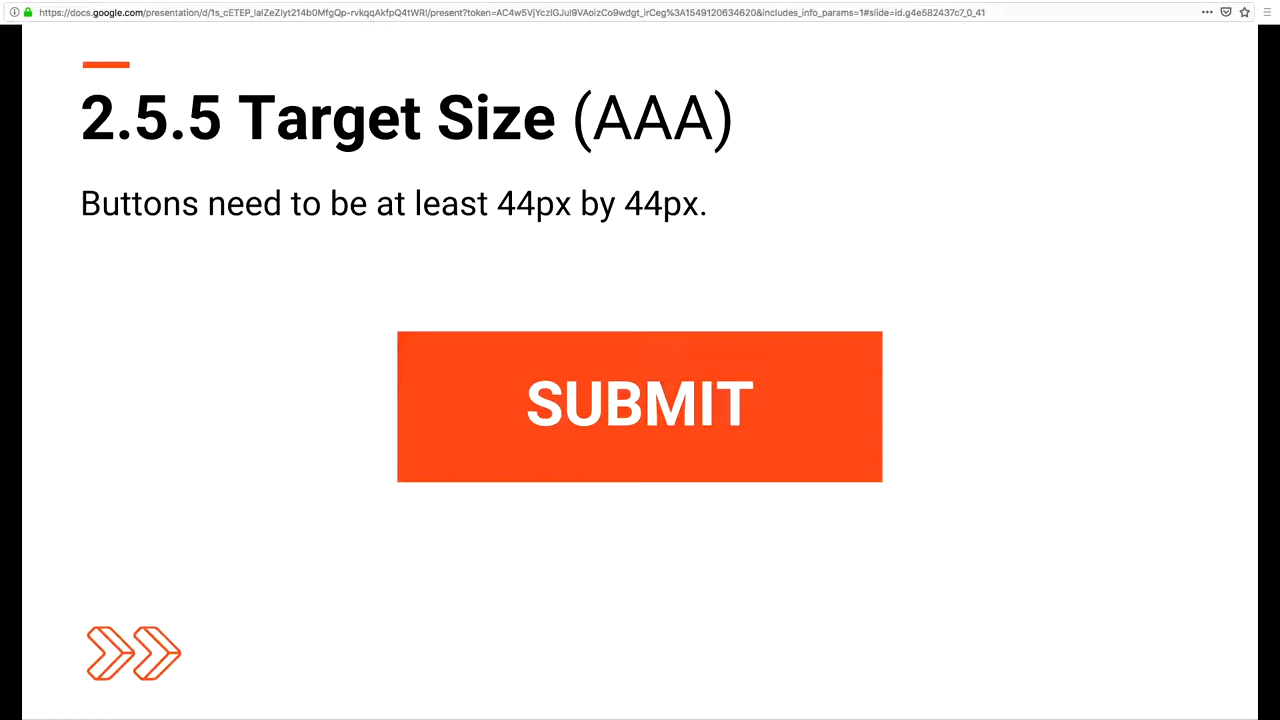 2.5.5 Target Size (AAA)
Buttons need to be at least 44px by 44px.
SUBMIT